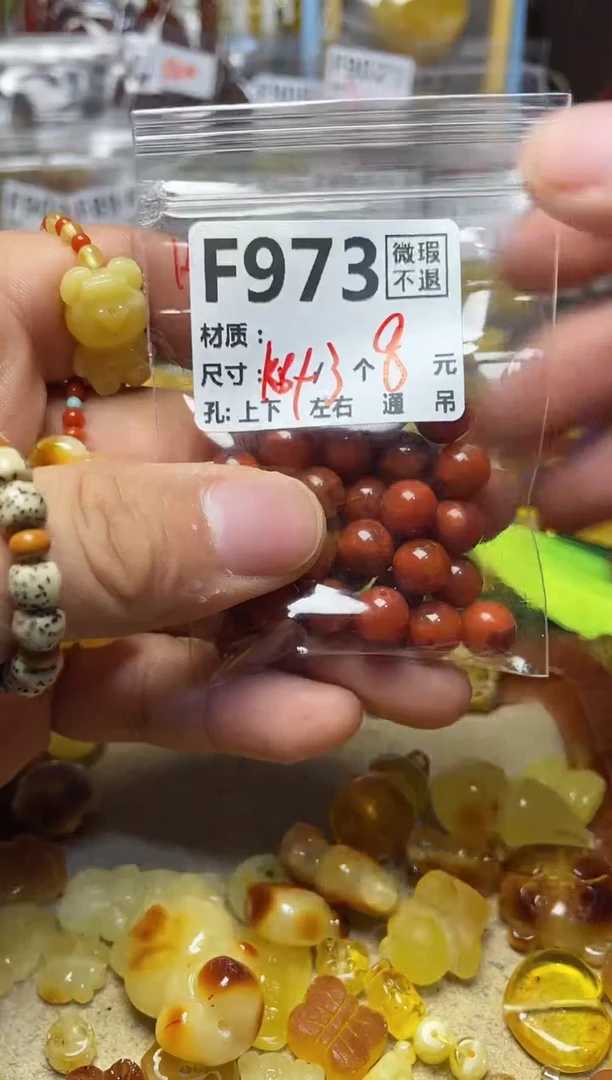 F973 微瑕
不退
材质：
尺寸： 个 8 元
孔: 上下 左右 通 吊